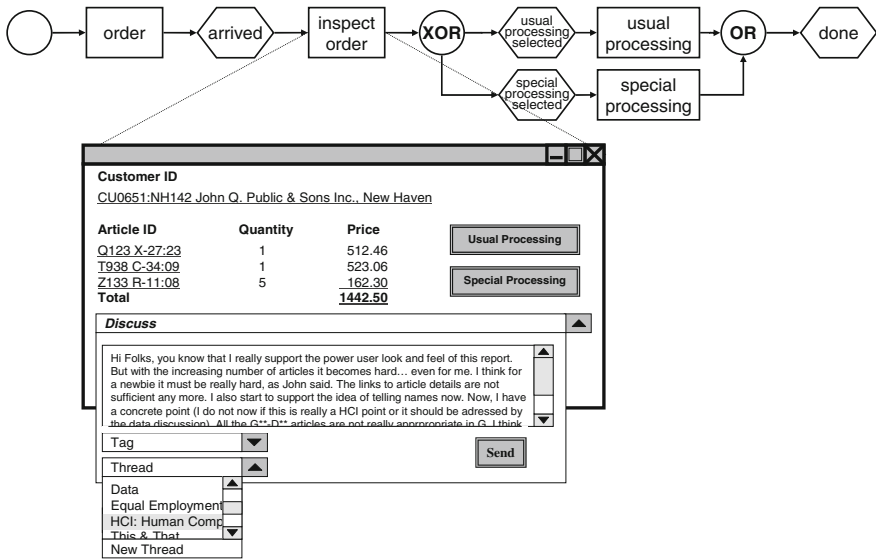 order
arrived
inspect
order
XOR
usual
processing
selected
usual
processing
OR
done
special
processing
selected
special
processing
Customer ID
CU0651:NH142 John Q. Public & Sons Inc., New Haven
Article ID Quantity Price
Q123 X-27:23 1 512.46
T938 C-34:09 1 523.06
Z133 R-11:08 5 162.30
Total 1442.50
Usual Processing
Special Processing
Discuss
Hi Folks, you know that I really support the power user look and feel of this report.
But with the increasing number of articles it becomes hard... even for me. I think for
a newbie it must be really hard, as John said. The links to article details are not
sufficient any more. I also start to support the idea of telling names now. Now, I have
a concrete point (I do not now if this is really a HCI point or it should be adressed by
the data discussion). All the G**-D** articles are not really approropriate in G. I think
Tag
Send
Thread
Data
Equal Employment
HCI: Human Comp
This & That
New Thread